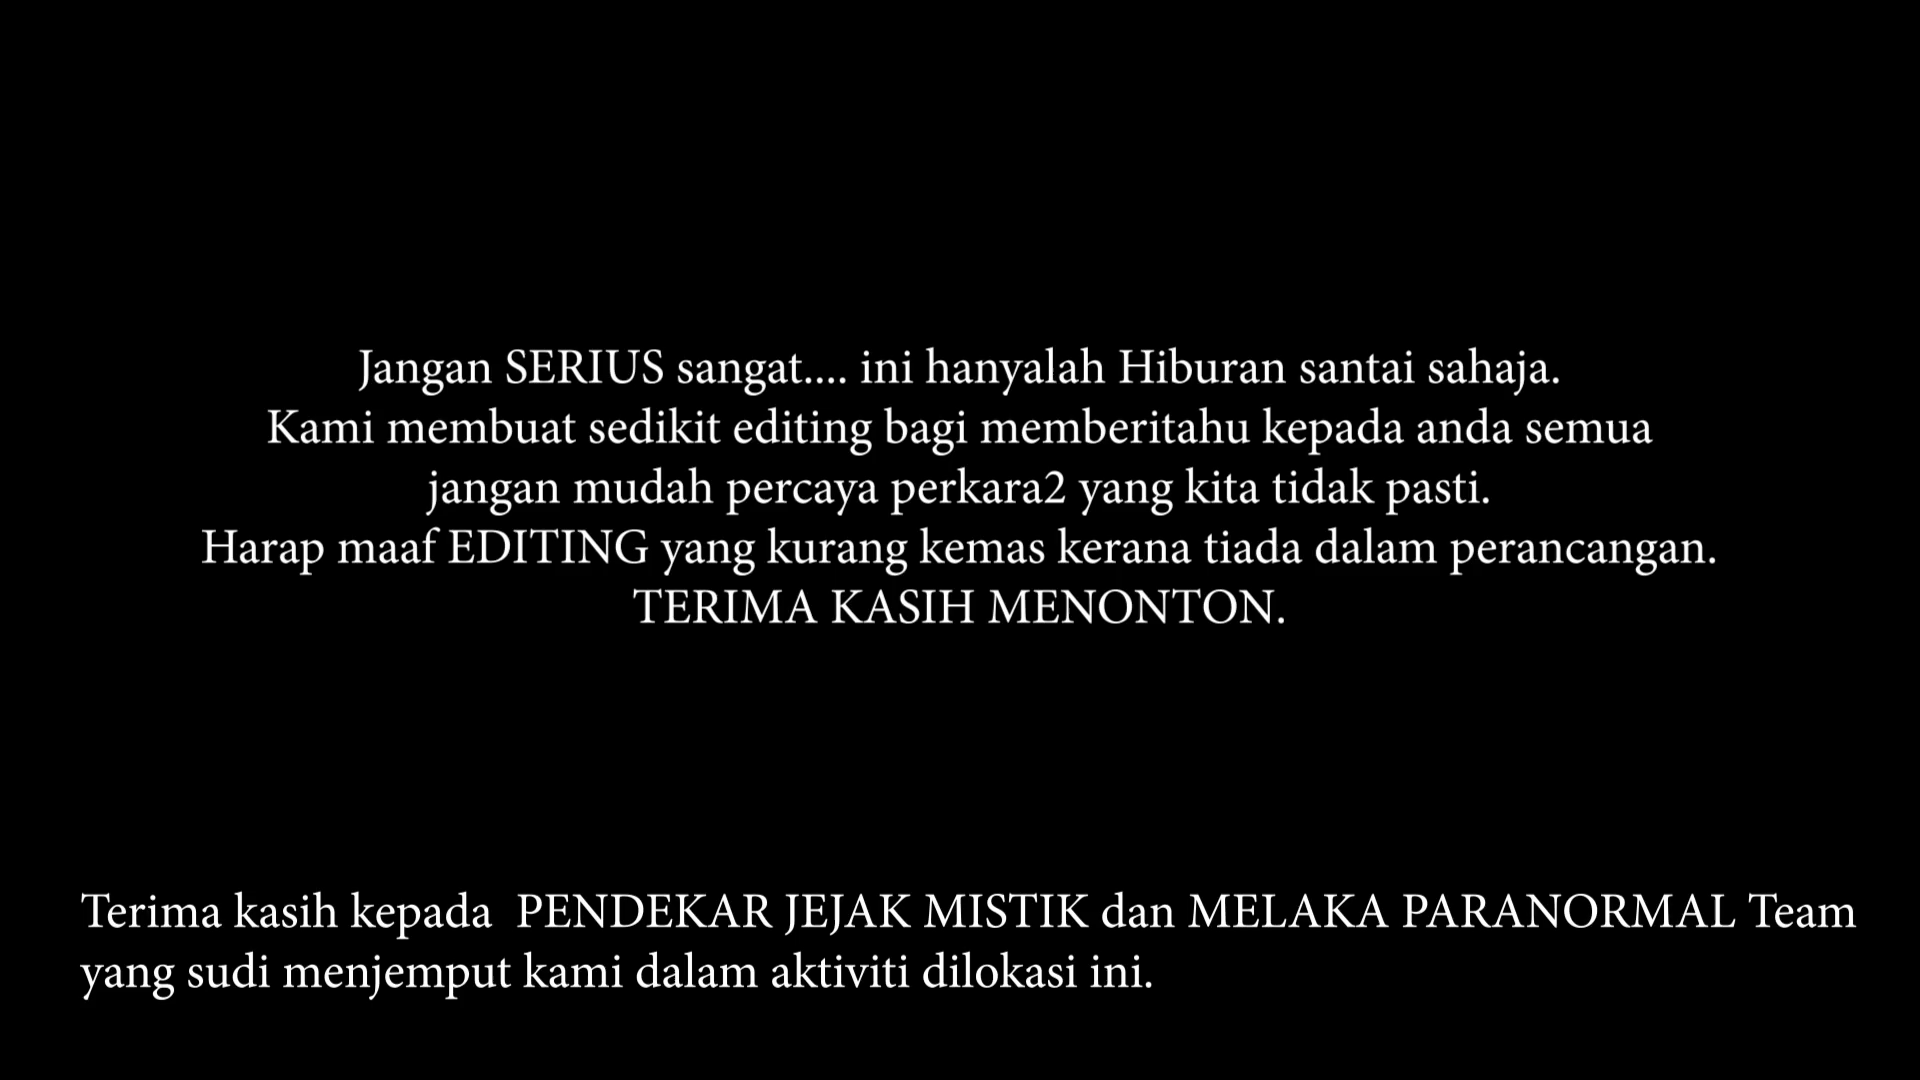 Jangan SERIUS sangat.... ini hanyalah Hiburan santai sahaja.
Kami membuat sedikit editing bagi memberitahu kepada anda semua
jangan mudah percaya perkara2 yang kita tidak pasti.
Harap maaf EDITING yang kurang kemas kerana tiada dalam perancangan.
TERIMA KASIH MENONTON.
Terima kasih kepada  PENDEKAR JEJAK MISTIK dan MELAKA PARANORMAL Team
yang sudi menjemput kami dalam aktiviti dilokasi ini.